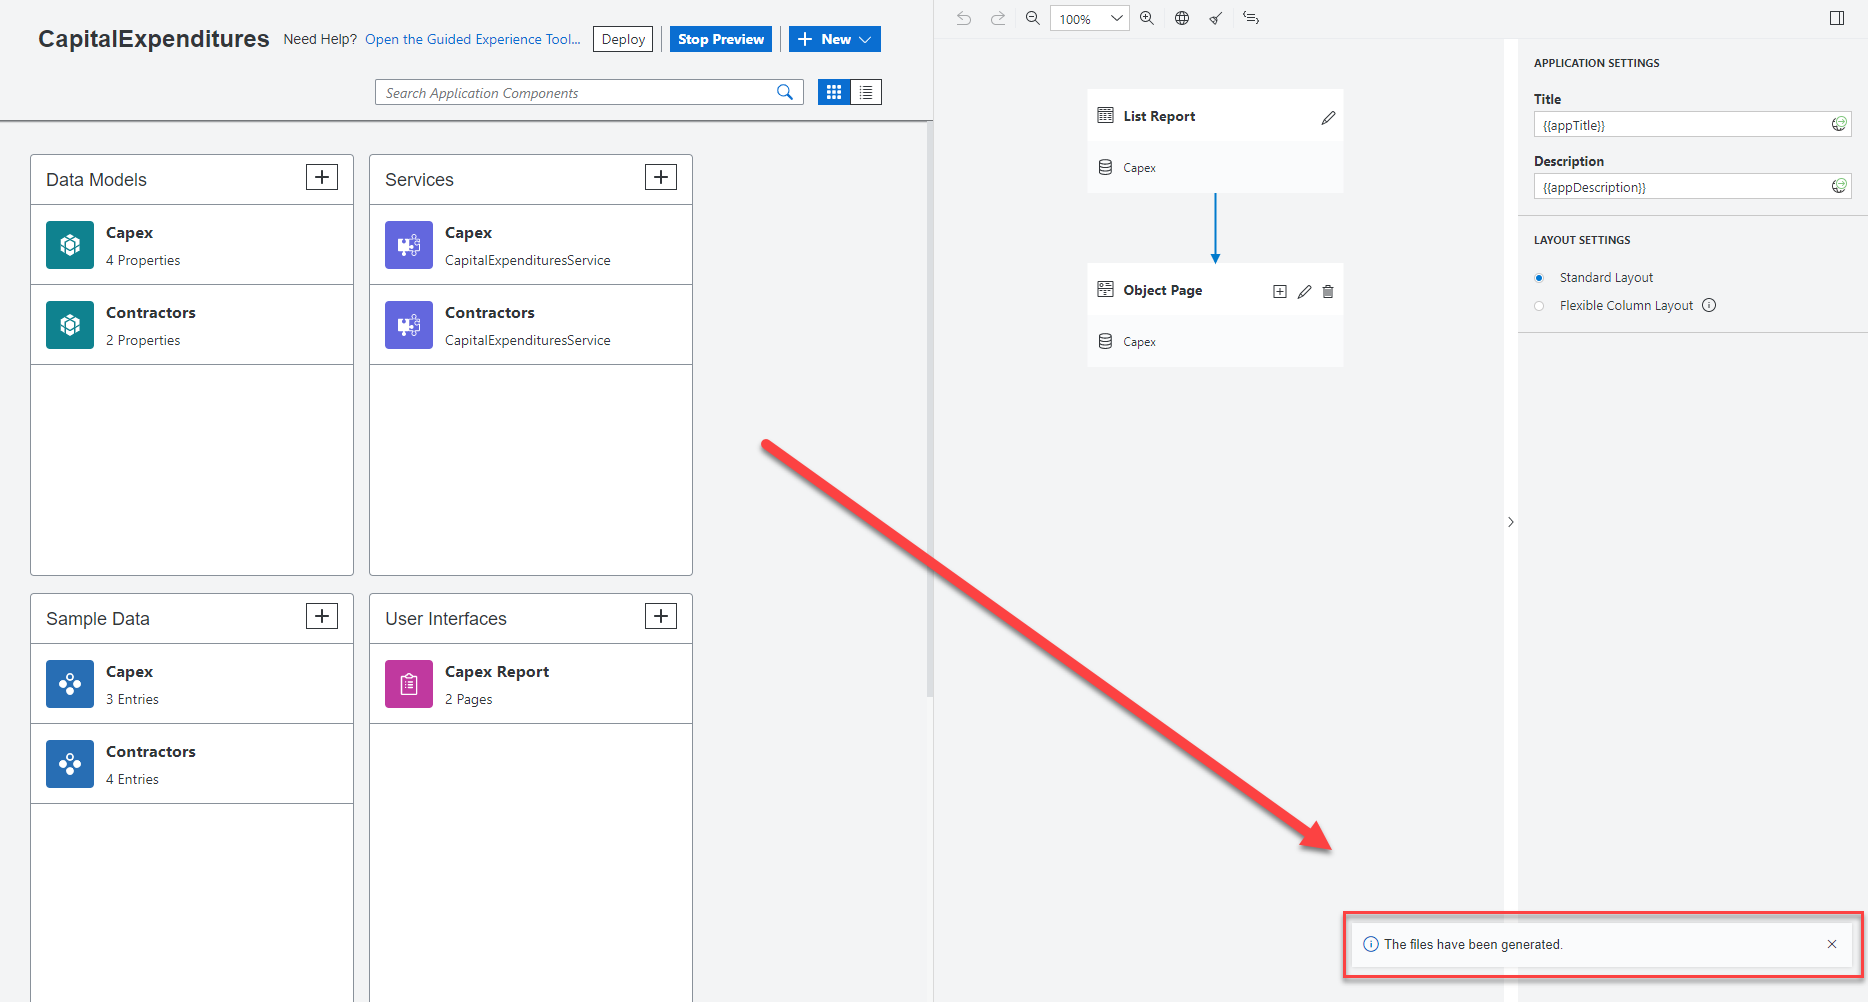 CapitalExpenditures Need Help? Open the Guided Experience Tool... Deploy Stop Preview New
Search Application Components
Data Models
Capex
4 Properties
Contractors
2 Properties
Services
Capex
CapitalExpendituresService
Contractors
CapitalExpendituresService
Sample Data
Capex
3 Entries
Contractors
4 Entries
User Interfaces
Capex Report
2 Pages
100%
List Report
Capex
Object Page
Capex
APPLICATION SETTINGS
Title
{{appTitle}}
Description
{{appDescription}}
LAYOUT SETTINGS
Standard Layout
Flexible Column Layout
The files have been generated.